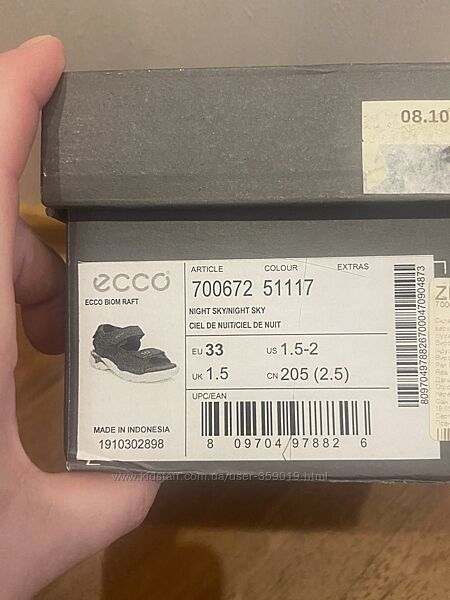 08.10
ecco
ECCO BIOM RAFT
ARTICLE COLOUR EXTRAS
700672 51117
NIGHT SKY/NIGHT SKY
CIEL DE NUIT/CIEL DE NUIT
EU 33 US 1.5-2
UK 1.5 CN 205 (2.5)
UPC/EAN
8 09704 97882 6
MADE IN INDONESIA
1910302898
8097049788267000470904873
www.kidstaff.com.ua/user-359019.html